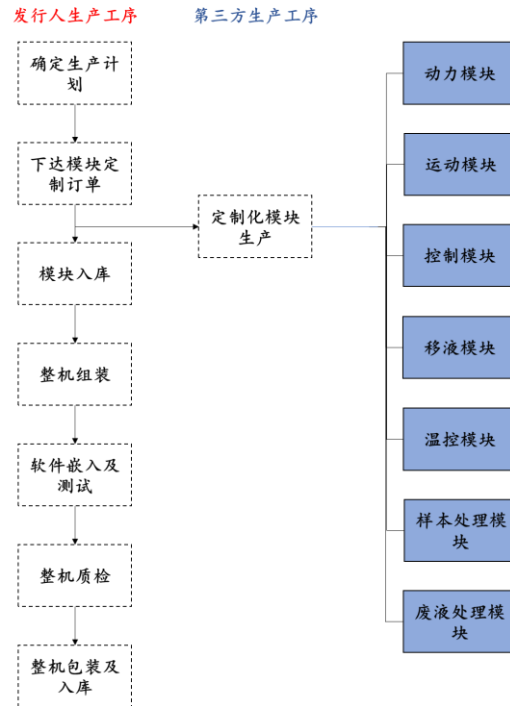 发行人生产工序
第三方生产工序
确定生产计
划
下达模块定
制订单
模块入库
整机组装
软件嵌入及
测试
整机质检
整机包装及
入库
定制化模块
生产
动力模块
运动模块
控制模块
移液模块
温控模块
样本处理模
块
废液处理模
块